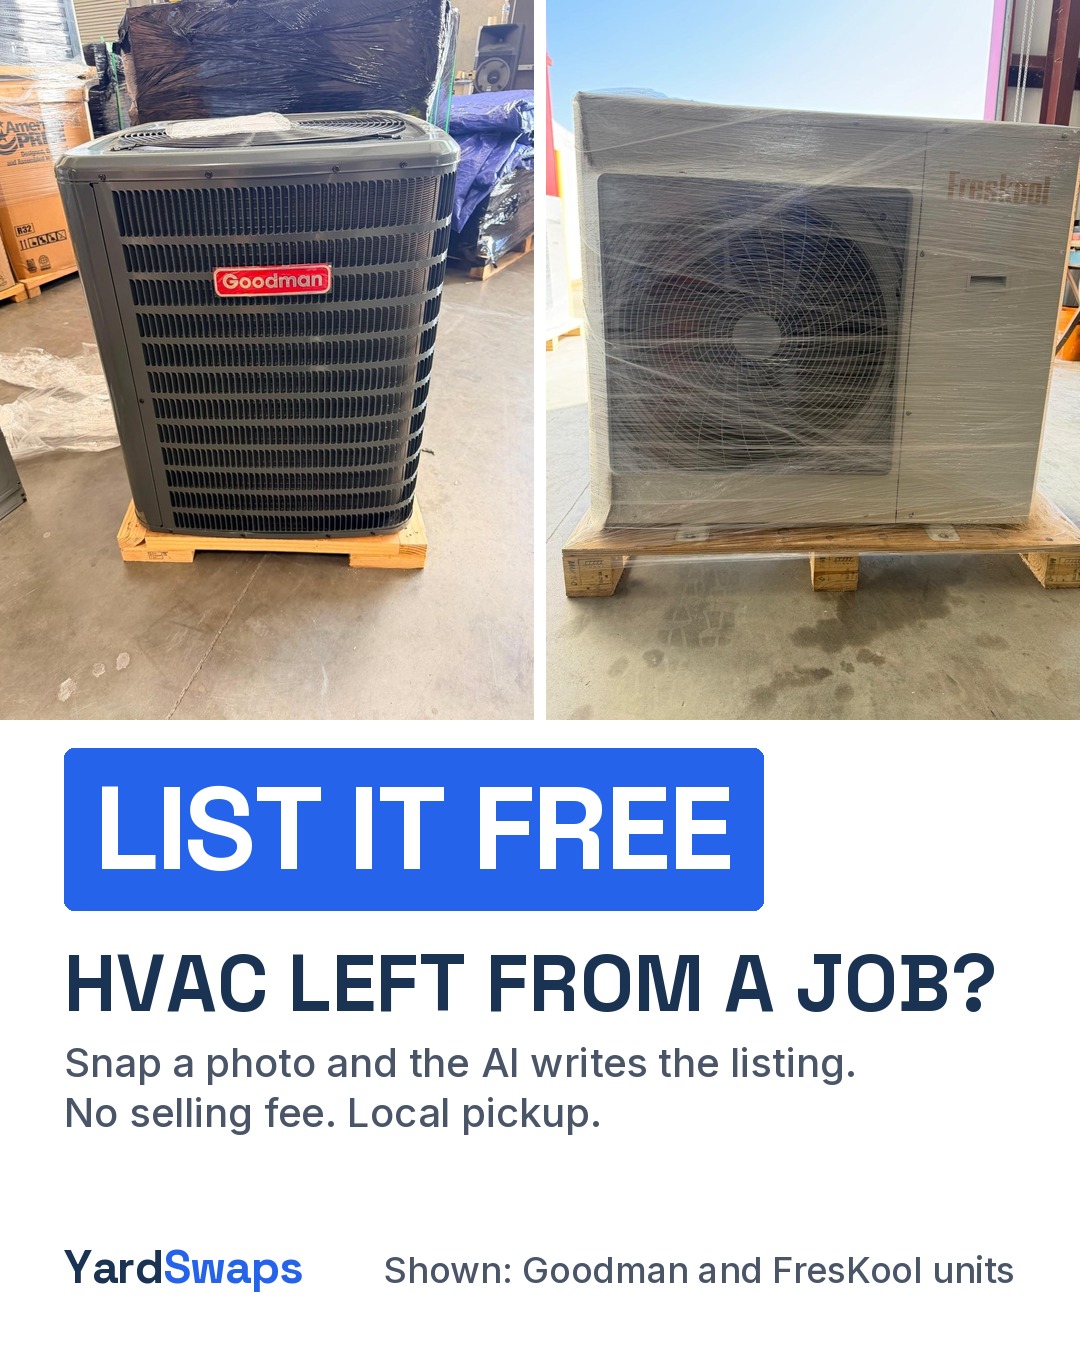 Goodman
Freskool
R32
LIST IT FREE
HVAC LEFT FROM A JOB?
Snap a photo and the AI writes the listing.
No selling fee. Local pickup.
YardSwaps
Shown: Goodman and FresKool units